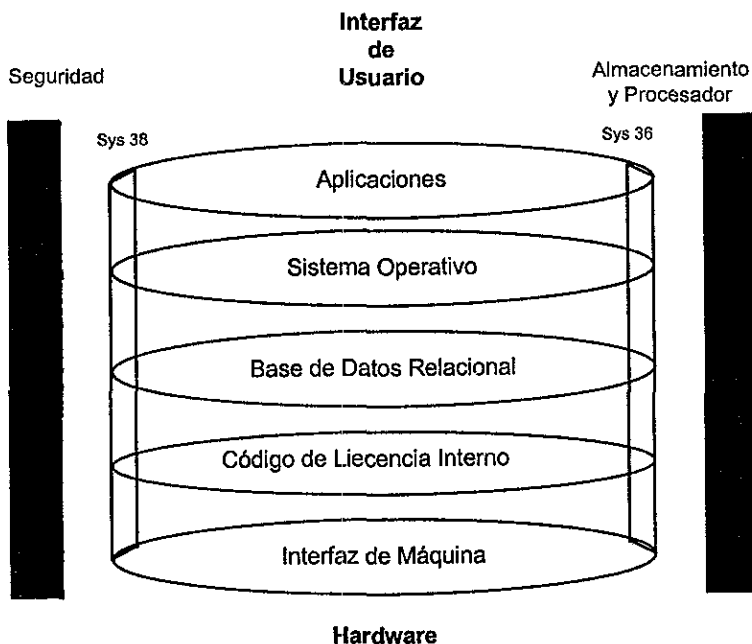 Interfaz
de
Usuario
Seguridad
Almacenamiento
y Procesador
Sys 38
Sys 36
Aplicaciones
Sistema Operativo
Base de Datos Relacional
Código de Liecencia Interno
Interfaz de Máquina
Hardware